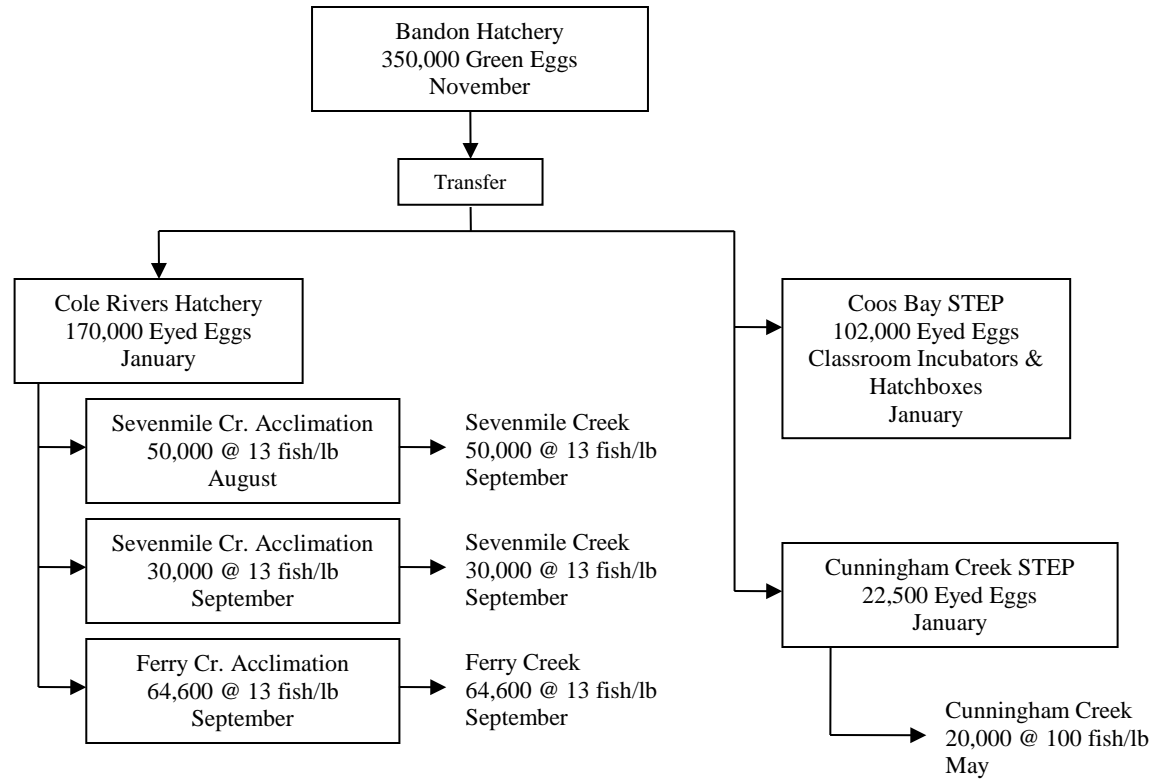 Bandon Hatchery
350,000 Green Eggs
November
Transfer
Cole Rivers Hatchery
170,000 Eyed Eggs
January
Coos Bay STEP
102,000 Eyed Eggs
Classroom Incubators &
Hatchboxes
January
Sevenmile Cr. Acclimation
50,000 @ 13 fish/lb
August
Sevenmile Creek
50,000 @ 13 fish/lb
September
Sevenmile Cr. Acclimation
30,000 @ 13 fish/lb
September
Sevenmile Creek
30,000 @ 13 fish/lb
September
Cunningham Creek STEP
22,500 Eyed Eggs
January
Ferry Cr. Acclimation
64,600 @ 13 fish/lb
September
Ferry Creek
64,600 @ 13 fish/lb
September
Cunningham Creek
20,000 @ 100 fish/lb
May